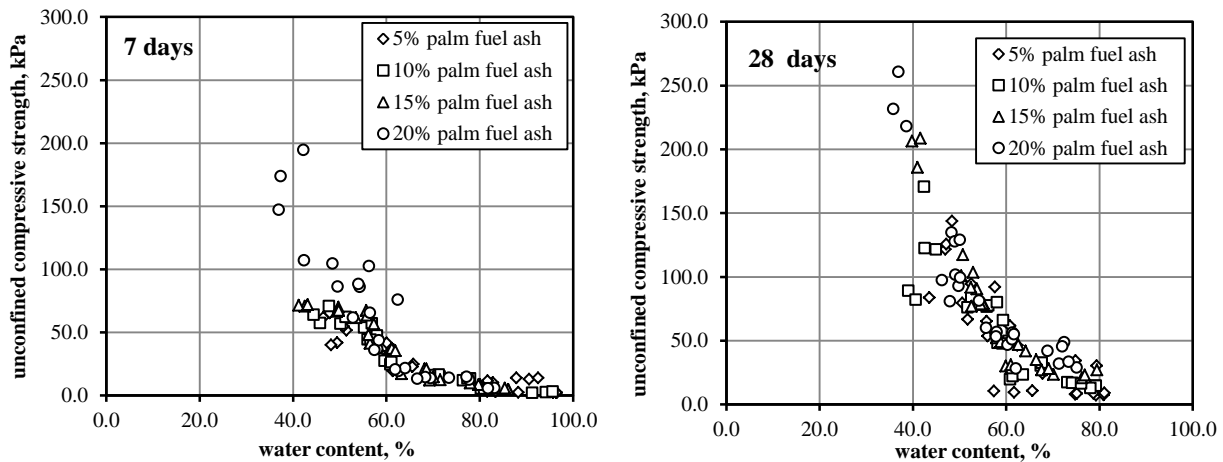 unconfined compressive strength, kPa
300.0
250.0
200.0
150.0
100.0
50.0
0.0
7 days
5% palm fuel ash
10% palm fuel ash
15% palm fuel ash
20% palm fuel ash
0.0 20.0 40.0 60.0 80.0 100.0
water content, %
unconfined compressive strength, kPa
300.0
250.0
200.0
150.0
100.0
50.0
0.0
28 days
5% palm fuel ash
10% palm fuel ash
15% palm fuel ash
20% palm fuel ash
0.0 20.0 40.0 60.0 80.0 100.0
water content, %